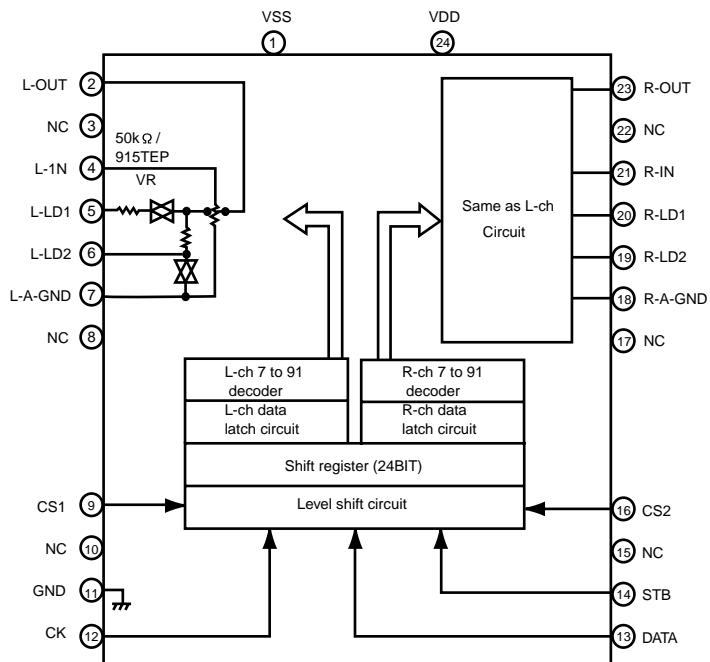 VSS
VDD
1
24
L-OUT 2
23 R-OUT
NC 3
22 NC
50kΩ /
915TEP
VR
L-1N 4
21 R-IN
L-LD1 5
20 R-LD1
L-LD2 6
19 R-LD2
L-A-GND 7
18 R-A-GND
NC 8
17 NC
Same as L-ch
Circuit
L-ch 7 to 91
decoder
R-ch 7 to 91
decoder
L-ch data
latch circuit
R-ch data
latch circuit
Shift register (24BIT)
Level shift circuit
CS1 9
16 CS2
NC 10
15 NC
GND 11
14 STB
CK 12
13 DATA